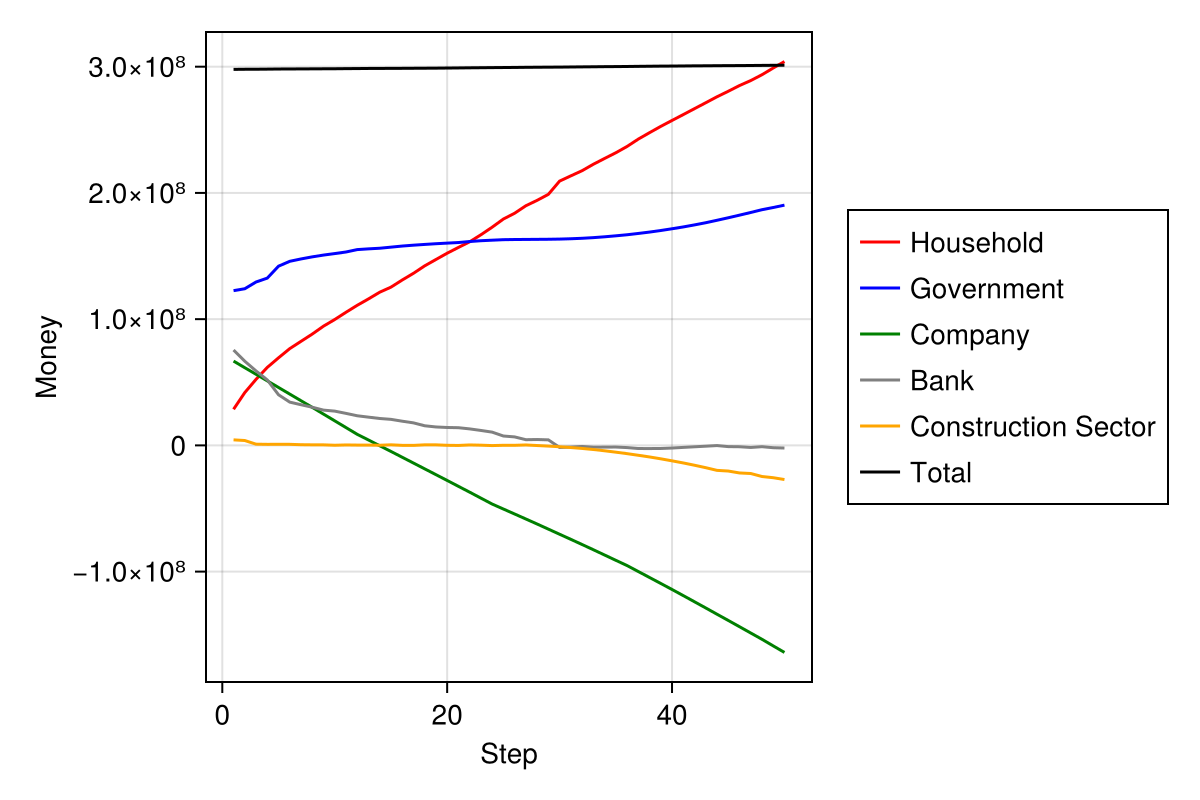 3.0×10⁸
2.0×10⁸
1.0×10⁸
0
−1.0×10⁸
Money
0 20 40
Step
Household
Government
Company
Bank
Construction Sector
Total